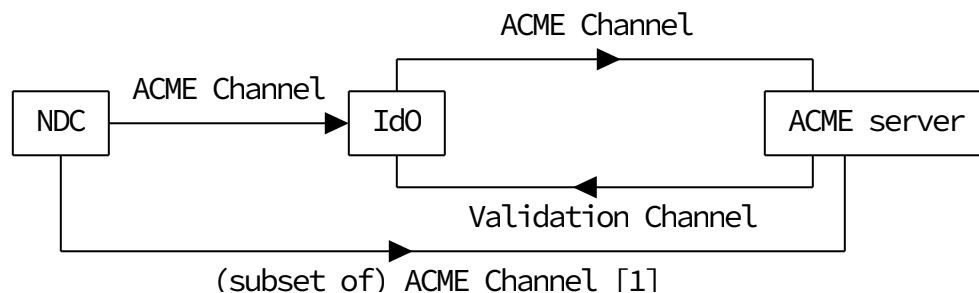 ACME Channel
ACME Channel
NDC
IdO
ACME server
Validation Channel
(subset of) ACME Channel [1]